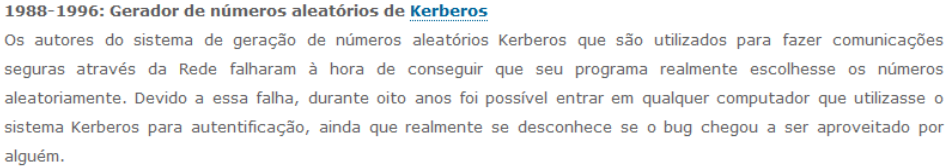 1988-1996: Gerador de números aleatórios de Kerberos
Os autores do sistema de geração de números aleatórios Kerberos que são utilizados para fazer comunicações
seguras através da Rede falharam à hora de conseguir que seu programa realmente escolhesse os números
aleatoriamente. Devido a essa falha, durante oito anos foi possível entrar em qualquer computador que utilizasse o
sistema Kerberos para autentificação, ainda que realmente se desconhece se o bug chegou a ser aproveitado por
alguém.